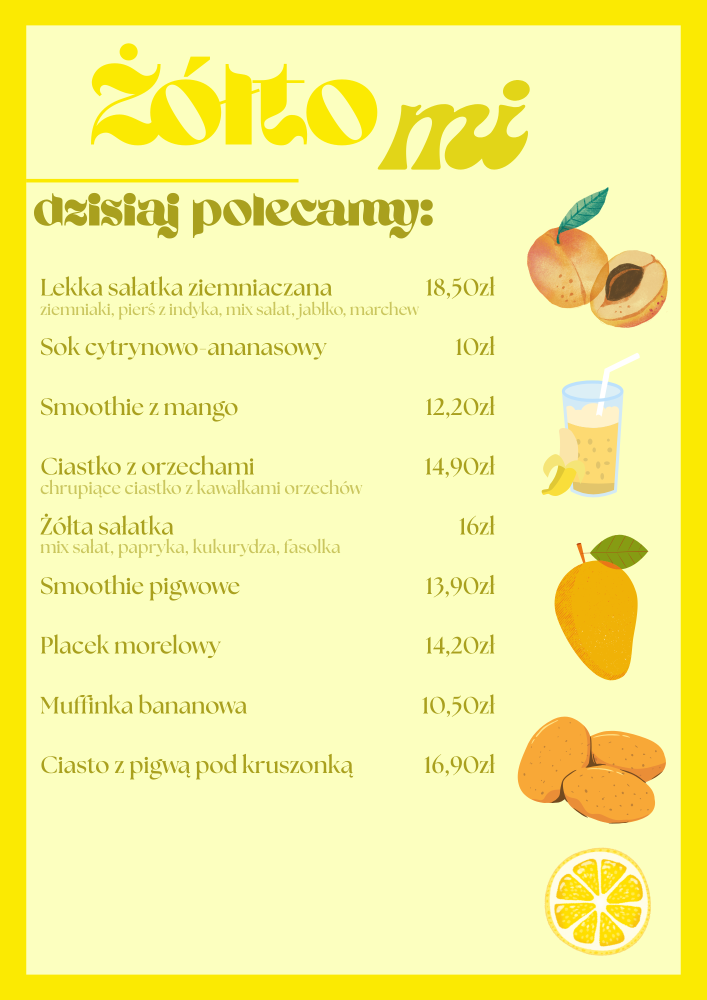 Żółto mi
dzisiaj polecamy:
Lekka sałatka ziemniaczana 18,50zł
ziemniaki, pierś z indyka, mix sałat, jabłko, marchew
Sok cytrynowo-ananasowy 10zł
Smoothie z mango 12,20zł
Ciastko z orzechami 14,90zł
chrupiące ciastko z kawałkami orzechów
Żółta sałatka 16zł
mix sałat, papryka, kukurydza, fasolka
Smoothie pigwowe 13,90zł
Placek morelowy 14,20zł
Muffinka bananowa 10,50zł
Ciasto z pigwą pod kruszonką 16,90zł